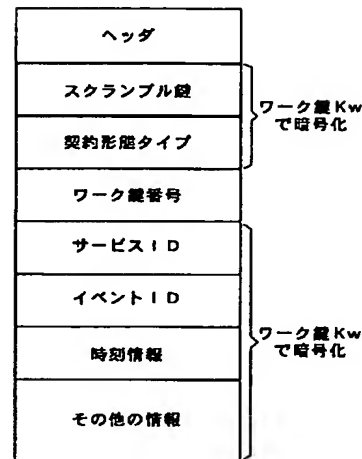 ヘッダ
スクランブル鍵
契約形態タイプ
ワーク鍵Kw
で暗号化
ワーク鍵番号
サービスID
イベントID
時刻情報
その他の情報
ワーク鍵Kw
で暗号化